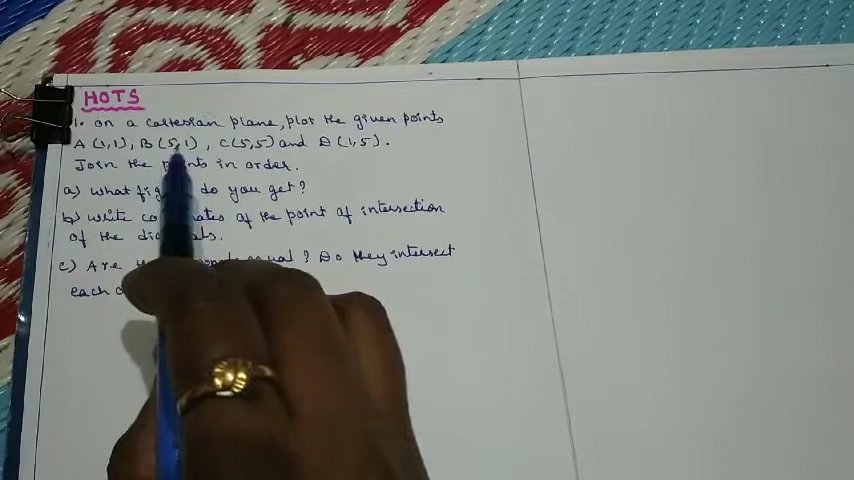 HOTS
1. On a Cartesian plane, plot the given points
A (1,1), B (5,1), C(5,5) and D (1,5).
Join the points in order.
a) What do you get?
b) Write of the point of intersection
of the
c) Are ? Do they intersect
each